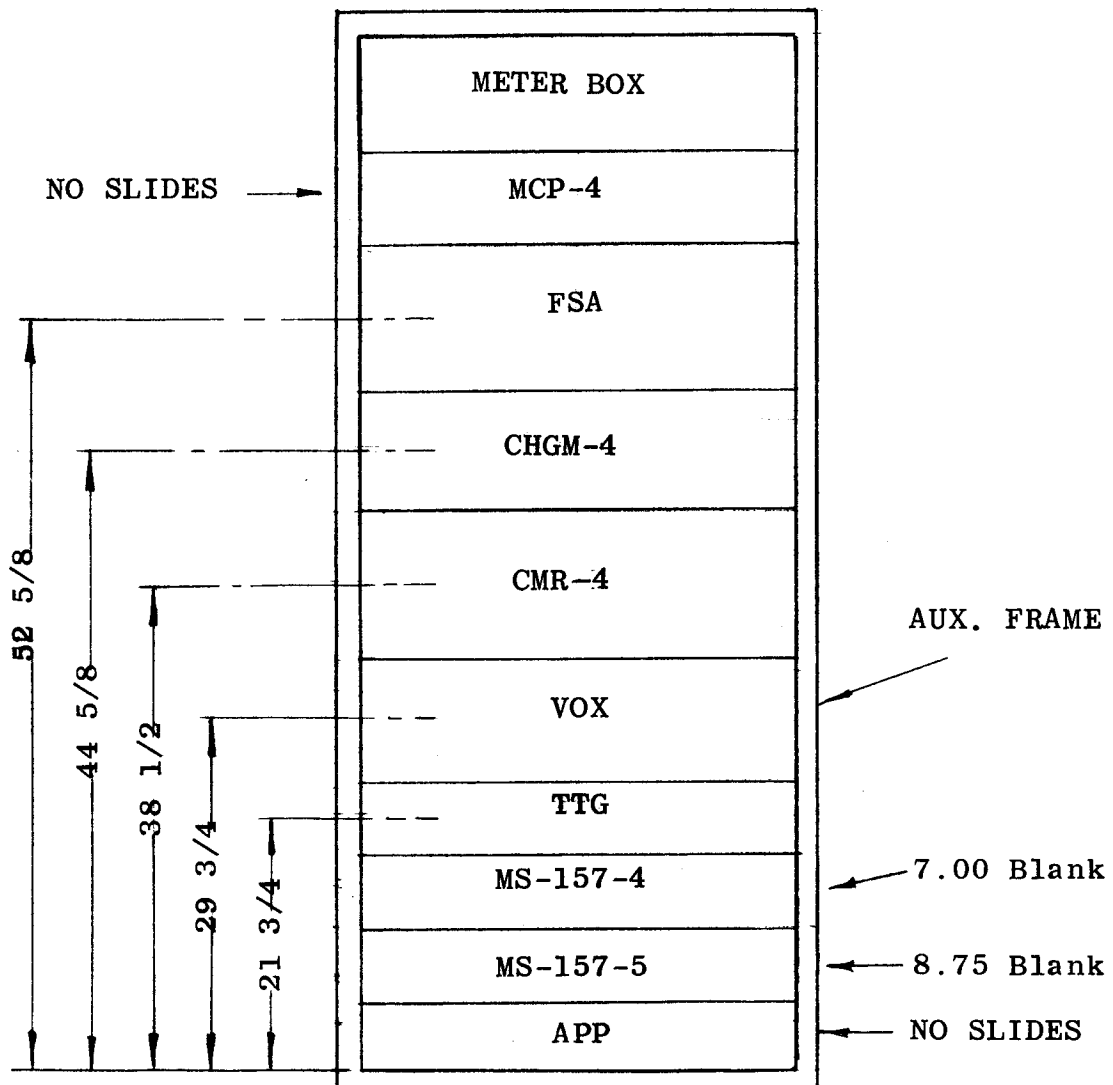 METER BOX
NO SLIDES
MCP-4
FSA
CHGM-4
CMR-4
AUX. FRAME
VOX
TTG
MS-157-4
7.00 Blank
MS-157-5
8.75 Blank
APP
NO SLIDES
52 5/8
44 5/8
38 1/2
29 3/4
21 3/4